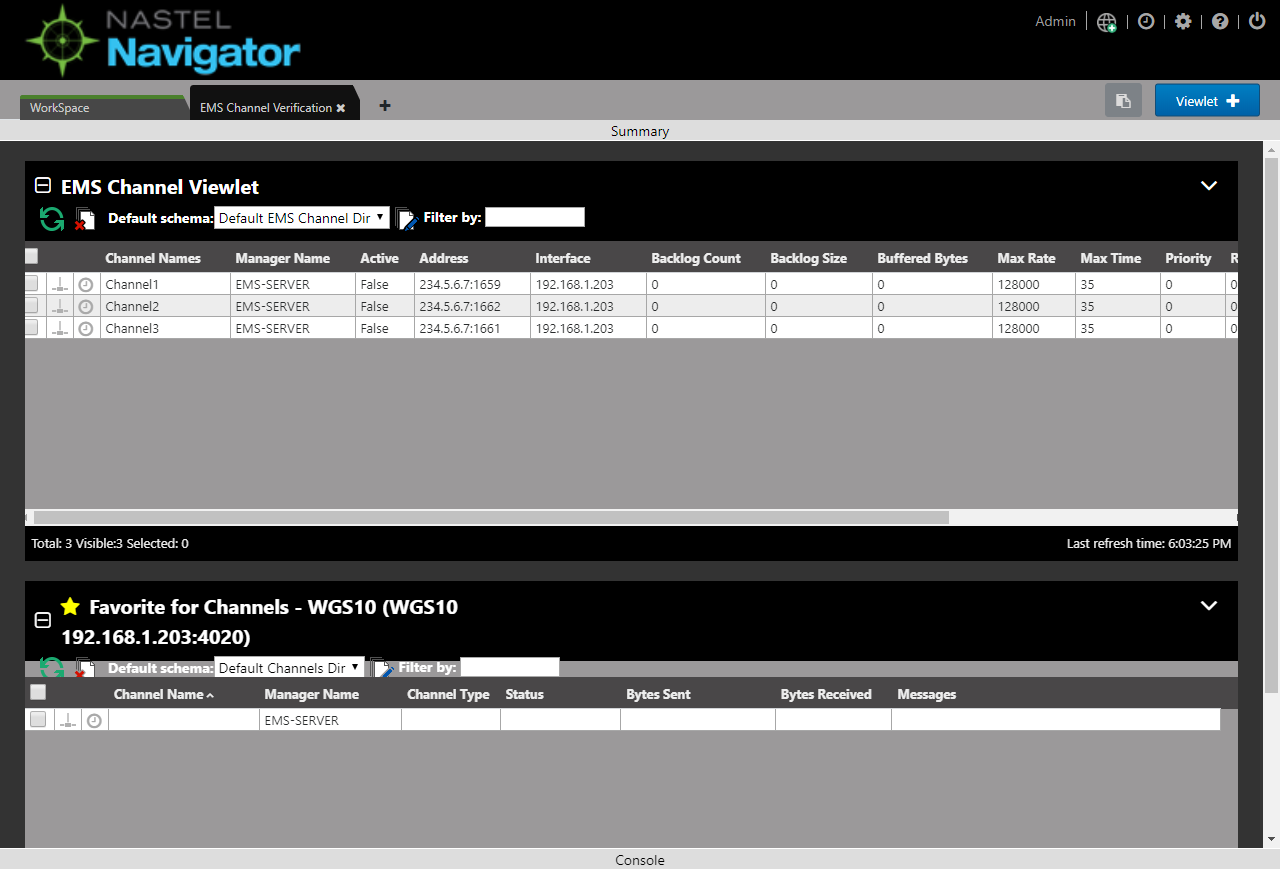 NASTEL
Navigator
Admin
WorkSpace
EMS Channel Verification
Viewlet
Summary
EMS Channel Viewlet
Default schema: Default EMS Channel Dir Filter by:
Channel Names Manager Name Active Address Interface Backlog Count Backlog Size Buffered Bytes Max Rate Max Time Priority R
Channel1 EMS-SERVER False 234.5.6.7:1659 192.168.1.203 0 0 0 128000 35 0 0
Channel2 EMS-SERVER False 234.5.6.7:1662 192.168.1.203 0 0 0 128000 35 0 0
Channel3 EMS-SERVER False 234.5.6.7:1661 192.168.1.203 0 0 0 128000 35 0 0
Total: 3 Visible:3 Selected: 0 Last refresh time: 6:03:25 PM
Favorite for Channels - WGS10 (WGS10
192.168.1.203:4020)
Default schema: Default Channels Dir Filter by:
Channel Name Manager Name Channel Type Status Bytes Sent Bytes Received Messages
EMS-SERVER
Console